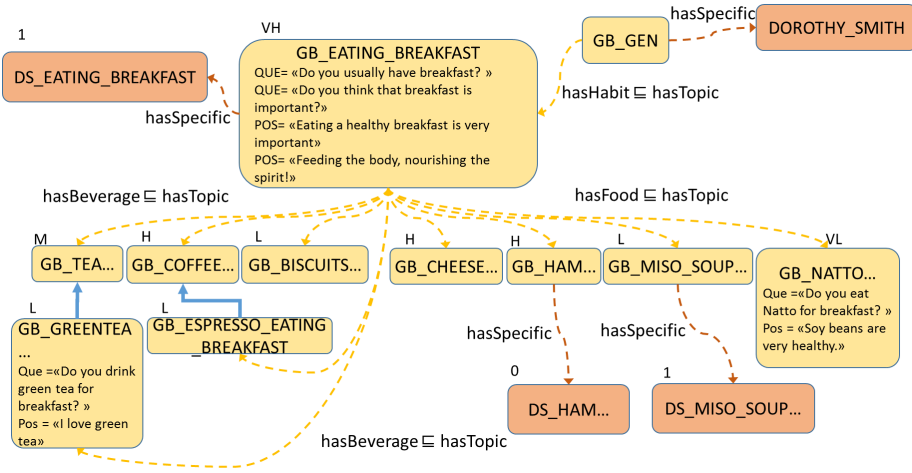 1
DS_EATING_BREAKFAST
hasSpecific
VH
GB_EATING_BREAKFAST
QUE= «Do you usually have breakfast? »
QUE= «Do you think that breakfast is
important?»
POS= «Eating a healthy breakfast is very
important»
POS= «Feeding the body, nourishing the
spirit!»
GB_GEN
hasSpecific
DOROTHY_SMITH
hasHabit ⊑ hasTopic
hasBeverage ⊑ hasTopic
hasFood ⊑ hasTopic
M
GB_TEA...
H
GB_COFFEE...
L
GB_BISCUITS...
H
GB_CHEESE...
H
GB_HAM...
L
GB_MISO_SOUP...
VL
GB_NATTO...
Que =«Do you eat
Natto for breakfast? »
Pos = «Soy beans are
very healthy.»
L
GB_GREENTEA
...
Que =«Do you drink
green tea for
breakfast? »
Pos = «I love green
tea»
L
GB_ESPRESSO_EATING
_BREAKFAST
hasSpecific
hasSpecific
0
DS_HAM...
1
DS_MISO_SOUP...
hasBeverage ⊑ hasTopic